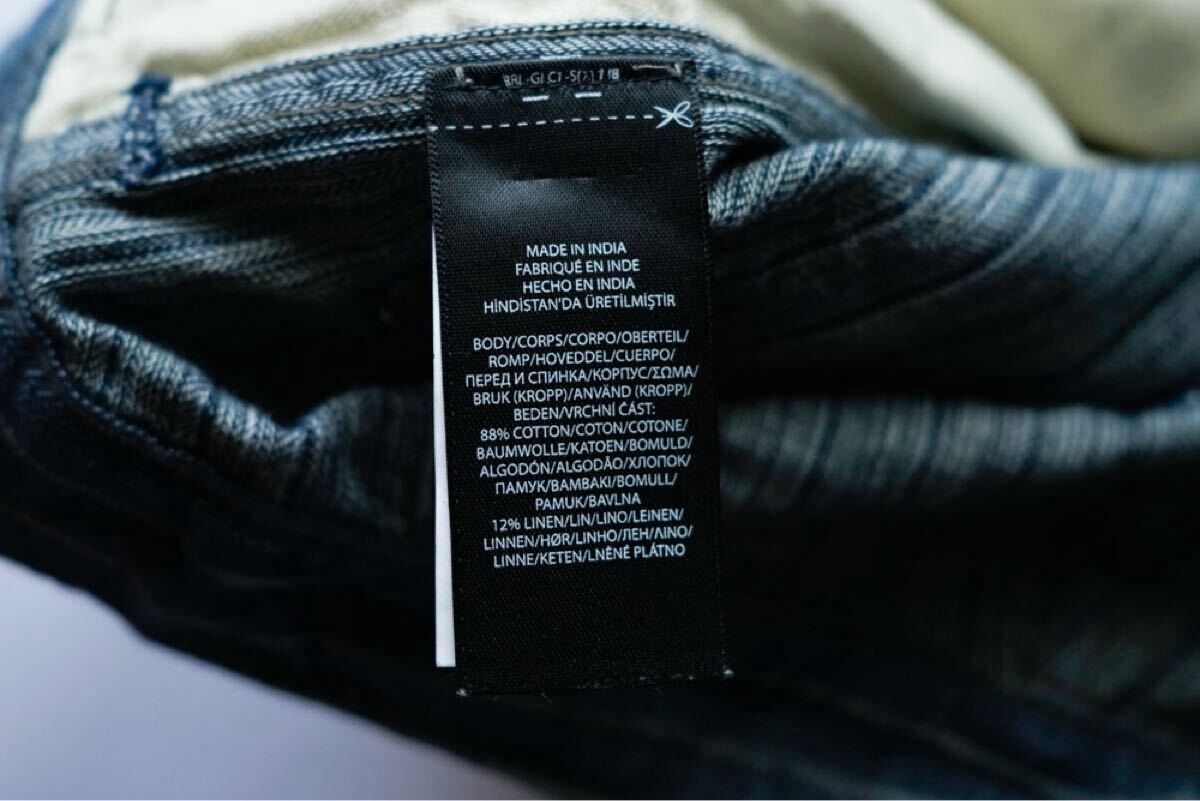 MADE IN INDIA
FABRIQUÉ EN INDE
HECHO EN INDIA
HİNDİSTAN'DA ÜRETİLMİŞTİR
BODY/CORPS/CORPO/OBERTEIL/
ROMP/HOVEDDEL/CUERPO/
ПЕРЕД И СПИНКА/КОРПУС/ΣΩΜΑ/
BRUK (KROPP)/ANVÄND (KROPP)/
BEDEN/VRCHNÍ ČÁST:
88% COTTON/COTON/COTONE/
BAUMWOLLE/KATOEN/BOMULD/
ALGODÓN/ALGODÃO/ХЛОПОК/
ПАМУК/BAMBAKI/BOMULL/
PAMUK/BAVLNA
12% LINEN/LIN/LINO/LEINEN/
LINNEN/HØR/LINHO/ЛЕН/ΛΙΝΟ/
LINNE/KETEN/LNĚNÉ PLÁTNO